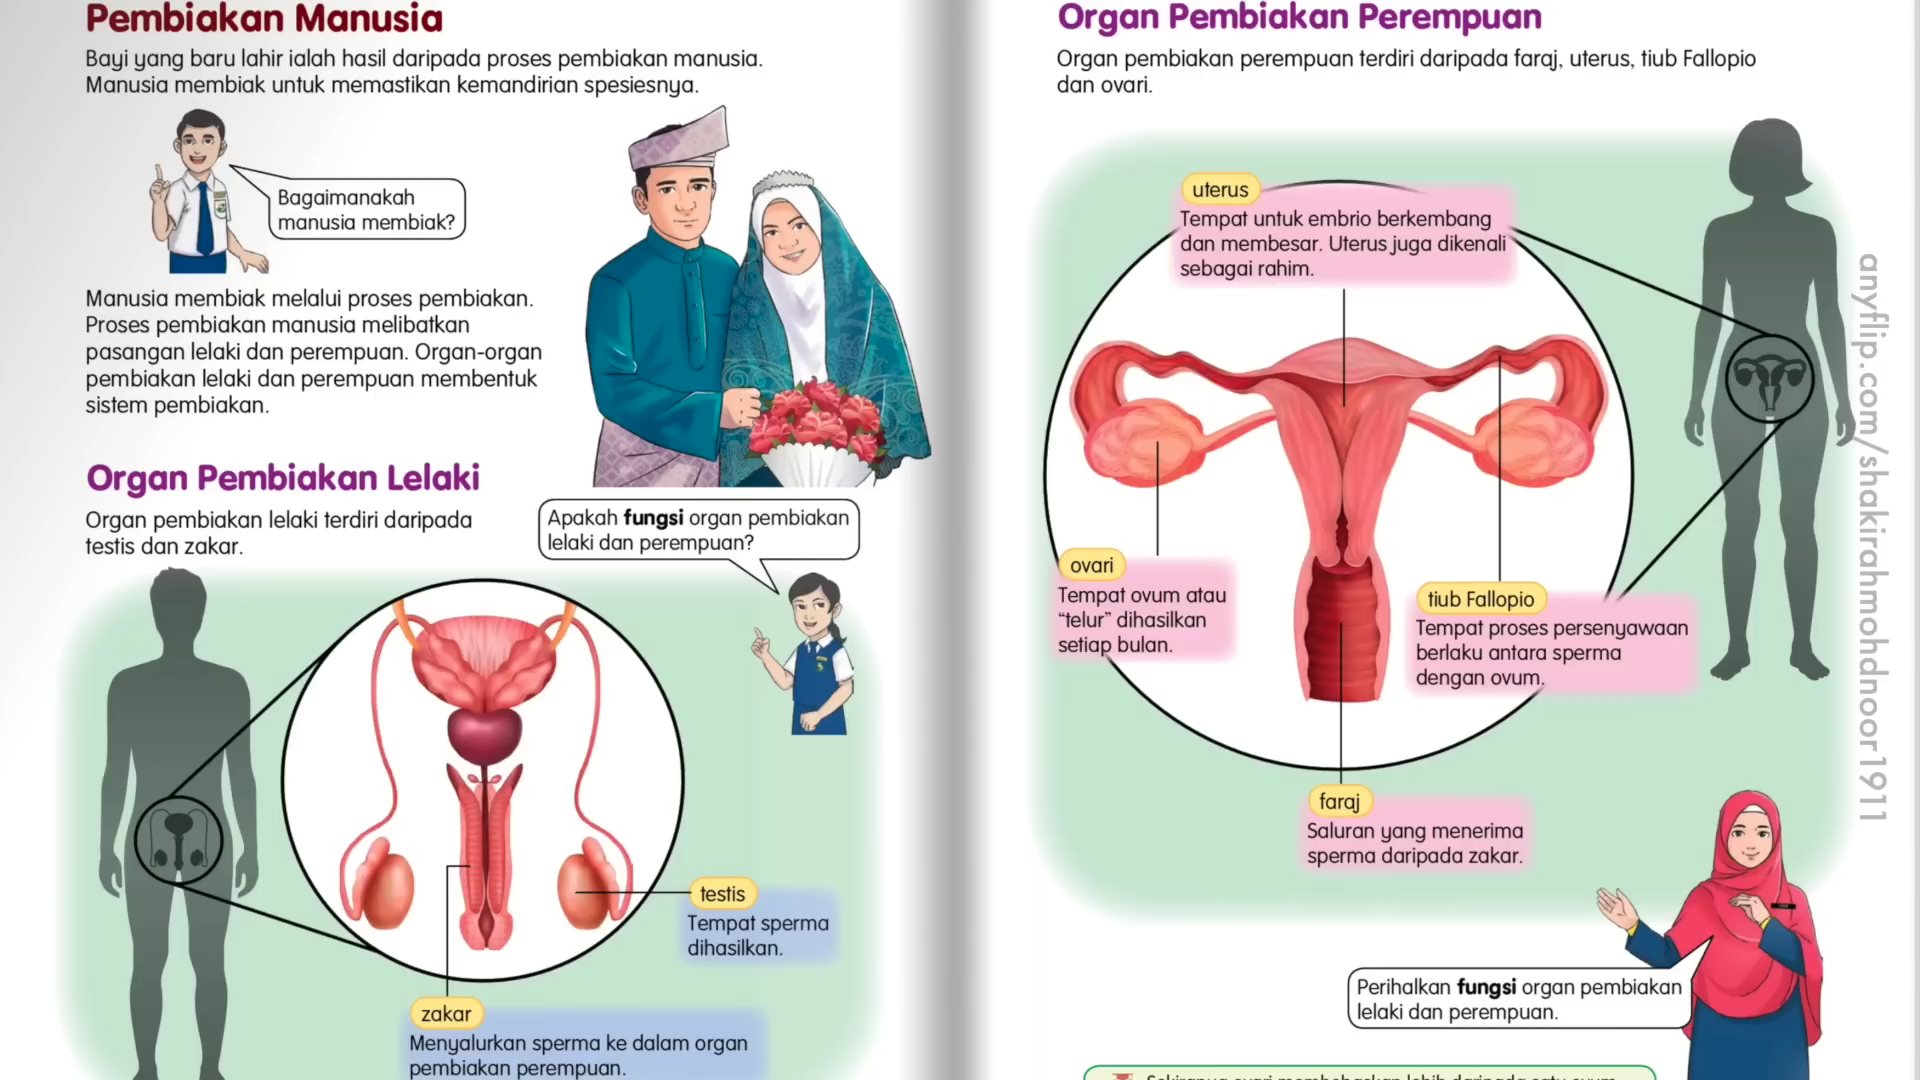 Pembiakan Manusia
Bayi yang baru lahir ialah hasil daripada proses pembiakan manusia.
Manusia membiak untuk memastikan kemandirian spesiesnya.
Bagaimanakah
manusia membiak?
Manusia membiak melalui proses pembiakan.
Proses pembiakan manusia melibatkan
pasangan lelaki dan perempuan. Organ-organ
pembiakan lelaki dan perempuan membentuk
sistem pembiakan.
Organ Pembiakan Lelaki
Organ pembiakan lelaki terdiri daripada
testis dan zakar.
Apakah fungsi organ pembiakan
lelaki dan perempuan?
testis
Tempat sperma
dihasilkan.
zakar
Menyalurkan sperma ke dalam organ
pembiakan perempuan.
Organ Pembiakan Perempuan
Organ pembiakan perempuan terdiri daripada faraj, uterus, tiub Fallopio
dan ovari.
uterus
Tempat untuk embrio berkembang
dan membesar. Uterus juga dikenali
sebagai rahim.
ovari
Tempat ovum atau
“telur” dihasilkan
setiap bulan.
tiub Fallopio
Tempat proses persenyawaan
berlaku antara sperma
dengan ovum.
faraj
Saluran yang menerima
sperma daripada zakar.
Perihalkan fungsi organ pembiakan
lelaki dan perempuan.
Sekiranya ovari membebaskan lebih daripada satu ovum
anyflip.com/shakirahmohdnoor1911